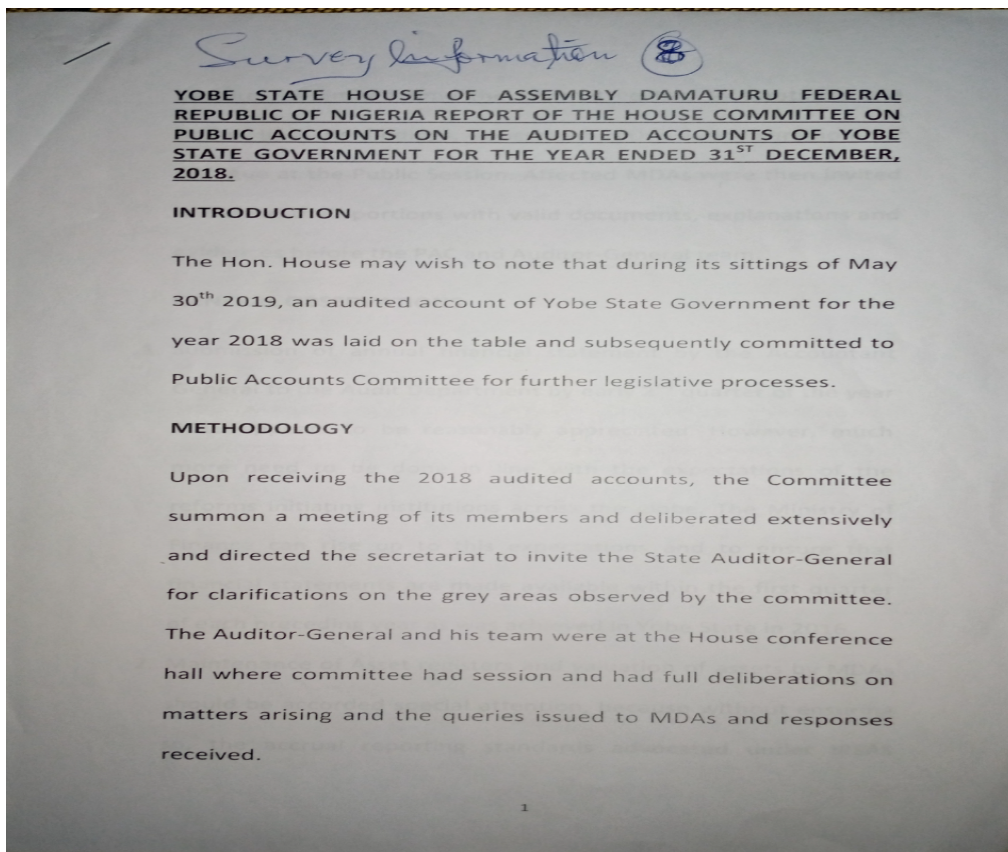 Survey Information 8
YOBE STATE HOUSE OF ASSEMBLY DAMATURU FEDERAL
REPUBLIC OF NIGERIA REPORT OF THE HOUSE COMMITTEE ON
PUBLIC ACCOUNTS ON THE AUDITED ACCOUNTS OF YOBE
STATE GOVERNMENT FOR THE YEAR ENDED 31ST DECEMBER,
2018.
INTRODUCTION
The Hon. House may wish to note that during its sittings of May
30th 2019, an audited account of Yobe State Government for the
year 2018 was laid on the table and subsequently committed to
Public Accounts Committee for further legislative processes.
METHODOLOGY
Upon receiving the 2018 audited accounts, the Committee
summon a meeting of its members and deliberated extensively
and directed the secretariat to invite the State Auditor-General
for clarifications on the grey areas observed by the committee.
The Auditor-General and his team were at the House conference
hall where committee had session and had full deliberations on
matters arising and the queries issued to MDAs and responses
received.
1